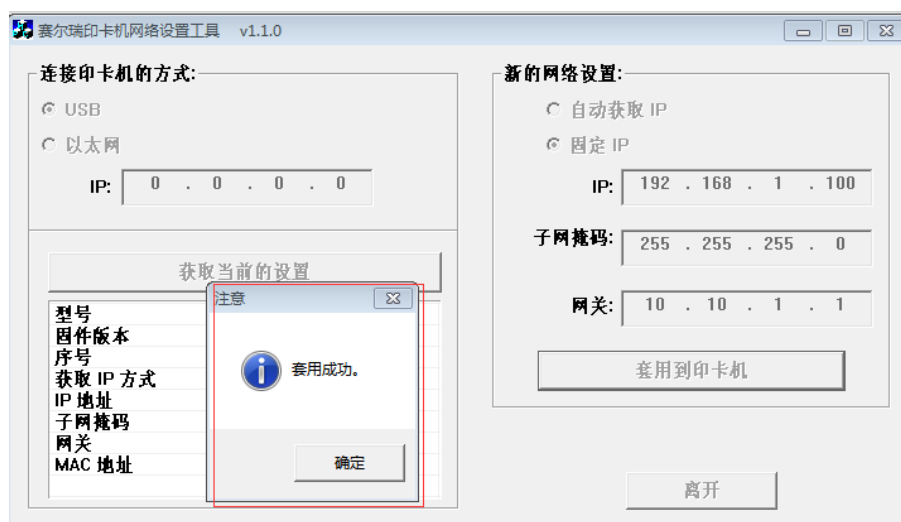 赛尔瑞印卡机网络设置工具 v1.1.0
连接印卡机的方式:
USB
以太网
IP: 0 . 0 . 0 . 0
获取当前的设置
型号
固件版本
序号
获取 IP 方式
IP 地址
子网掩码
网关
MAC 地址
注意
套用成功。
确定
新的网络设置:
自动获取 IP
固定 IP
IP: 192 . 168 . 1 . 100
子网掩码: 255 . 255 . 255 . 0
网关: 10 . 10 . 1 . 1
套用到印卡机
离开